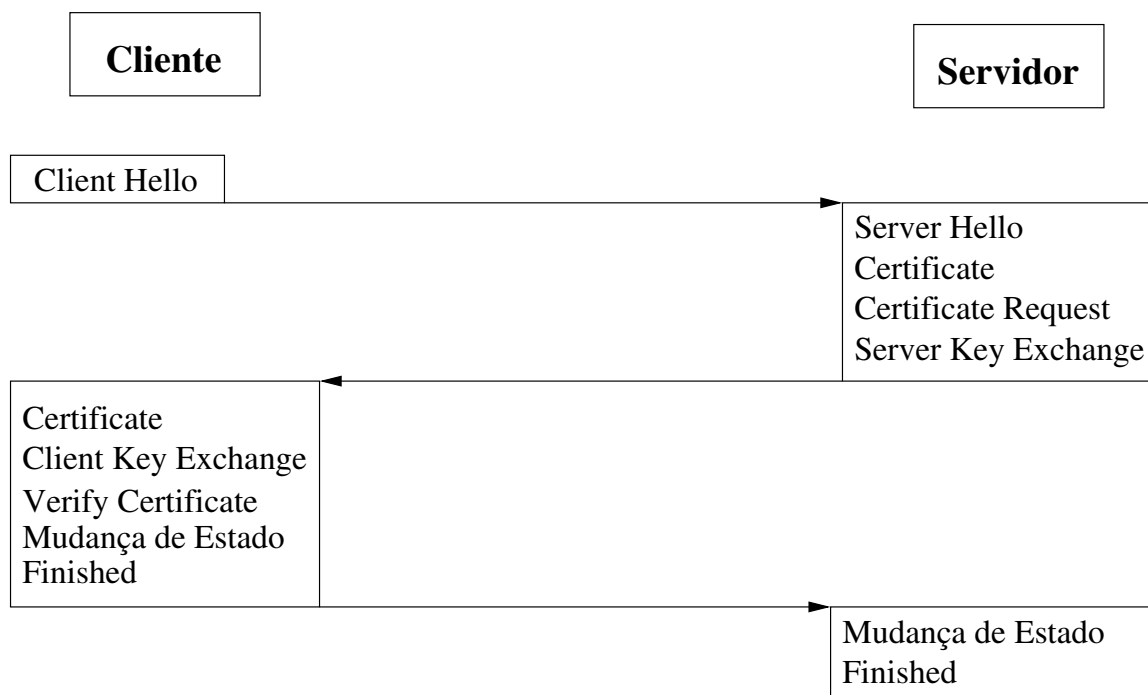 Cliente
Servidor
Client Hello
Server Hello
Certificate
Certificate Request
Server Key Exchange
Certificate
Client Key Exchange
Verify Certificate
Mudança de Estado
Finished
Mudança de Estado
Finished